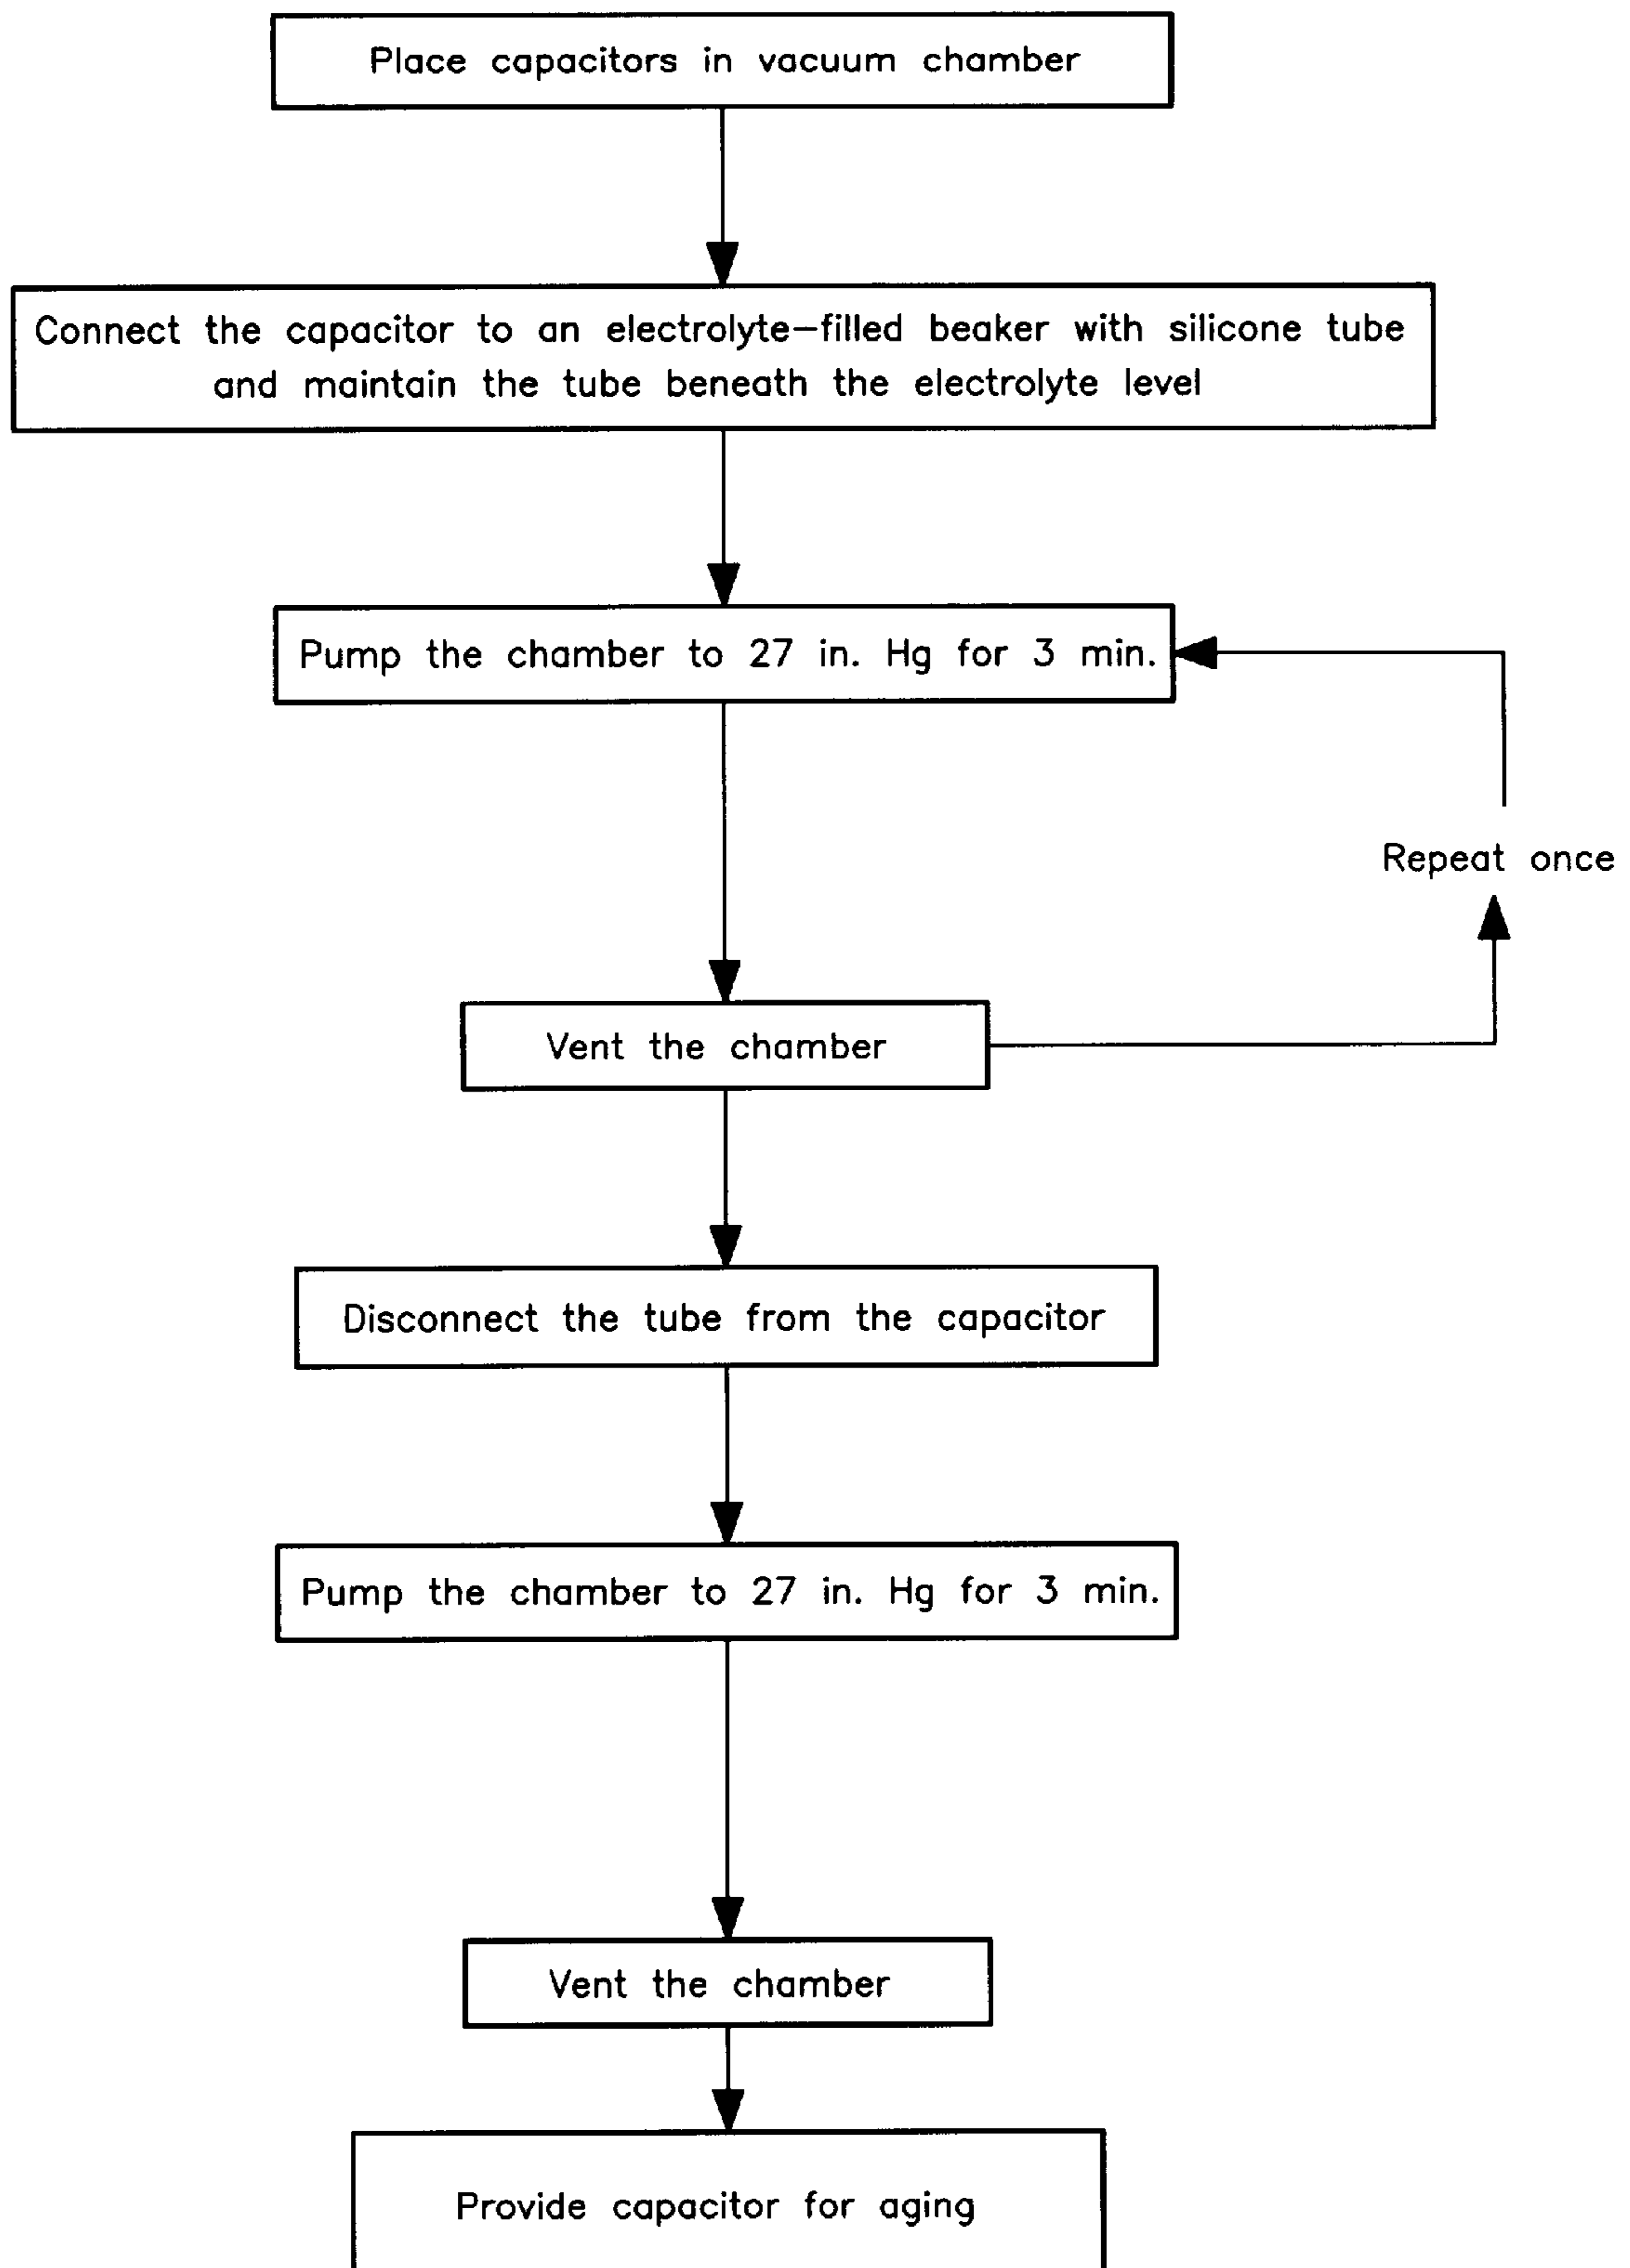 Place capacitors in vacuum chamber
Connect the capacitor to an electrolyte-filled beaker with silicone tube
and maintain the tube beneath the electrolyte level
Pump the chamber to 27 in. Hg for 3 min.
Repeat once
Vent the chamber
Disconnect the tube from the capacitor
Pump the chamber to 27 in. Hg for 3 min.
Vent the chamber
Provide capacitor for aging